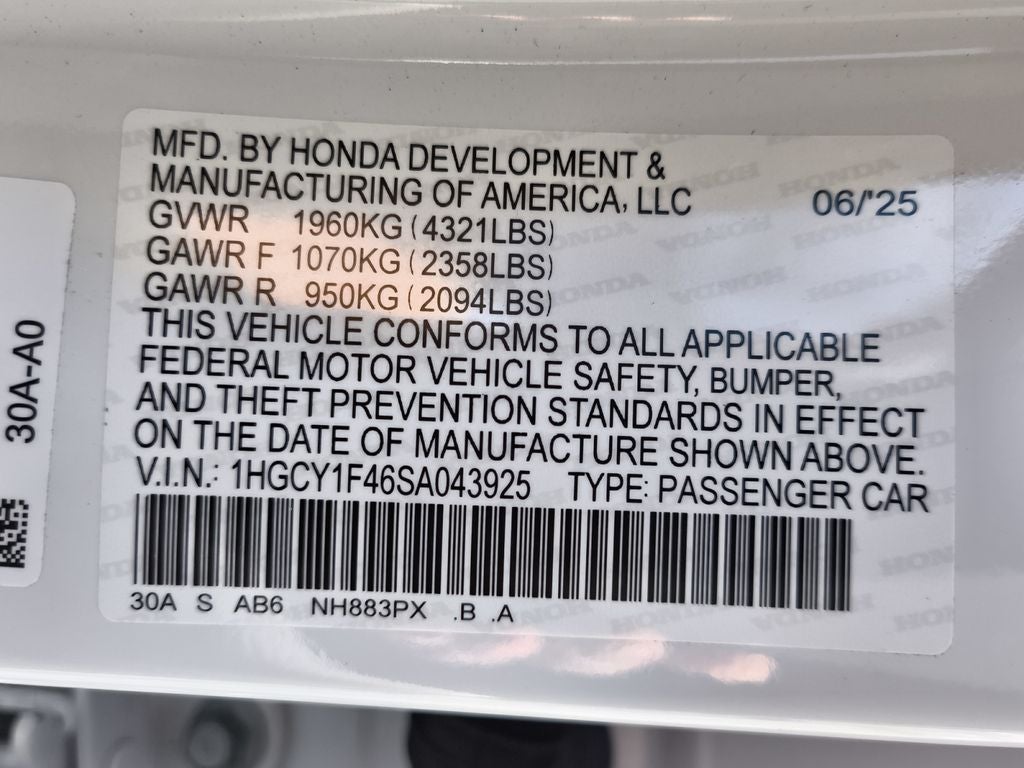 MFD. BY HONDA DEVELOPMENT &
MANUFACTURING OF AMERICA, LLC 06/'25
GVWR 1960KG (4321LBS)
GAWR F 1070KG (2358LBS)
GAWR R 950KG (2094LBS)
THIS VEHICLE CONFORMS TO ALL APPLICABLE
FEDERAL MOTOR VEHICLE SAFETY, BUMPER,
AND THEFT PREVENTION STANDARDS IN EFFECT
ON THE DATE OF MANUFACTURE SHOWN ABOVE.
V.I.N.: 1HGCY1F46SA043925 TYPE: PASSENGER CAR
30A S AB6 NH883PX .B .A
30A-A0